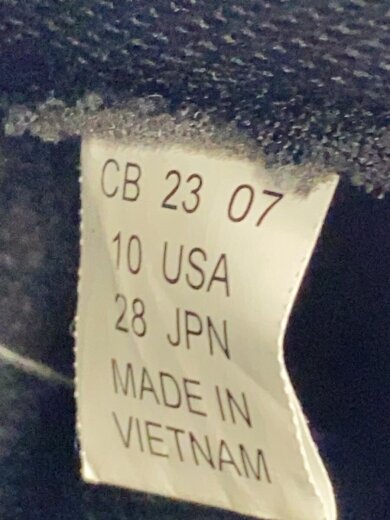 CB 23 07
10 USA
28 JPN
MADE IN
VIETNAM